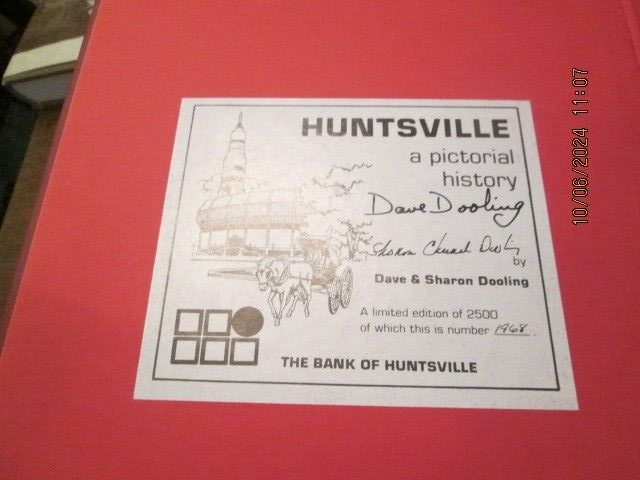 HUNTSVILLE
a pictorial
history
Dave Dooling
Sharon
by
Dave & Sharon Dooling
A limited edition of 2500
of which this is number 1968.
THE BANK OF HUNTSVILLE
10/06/2024 11:07